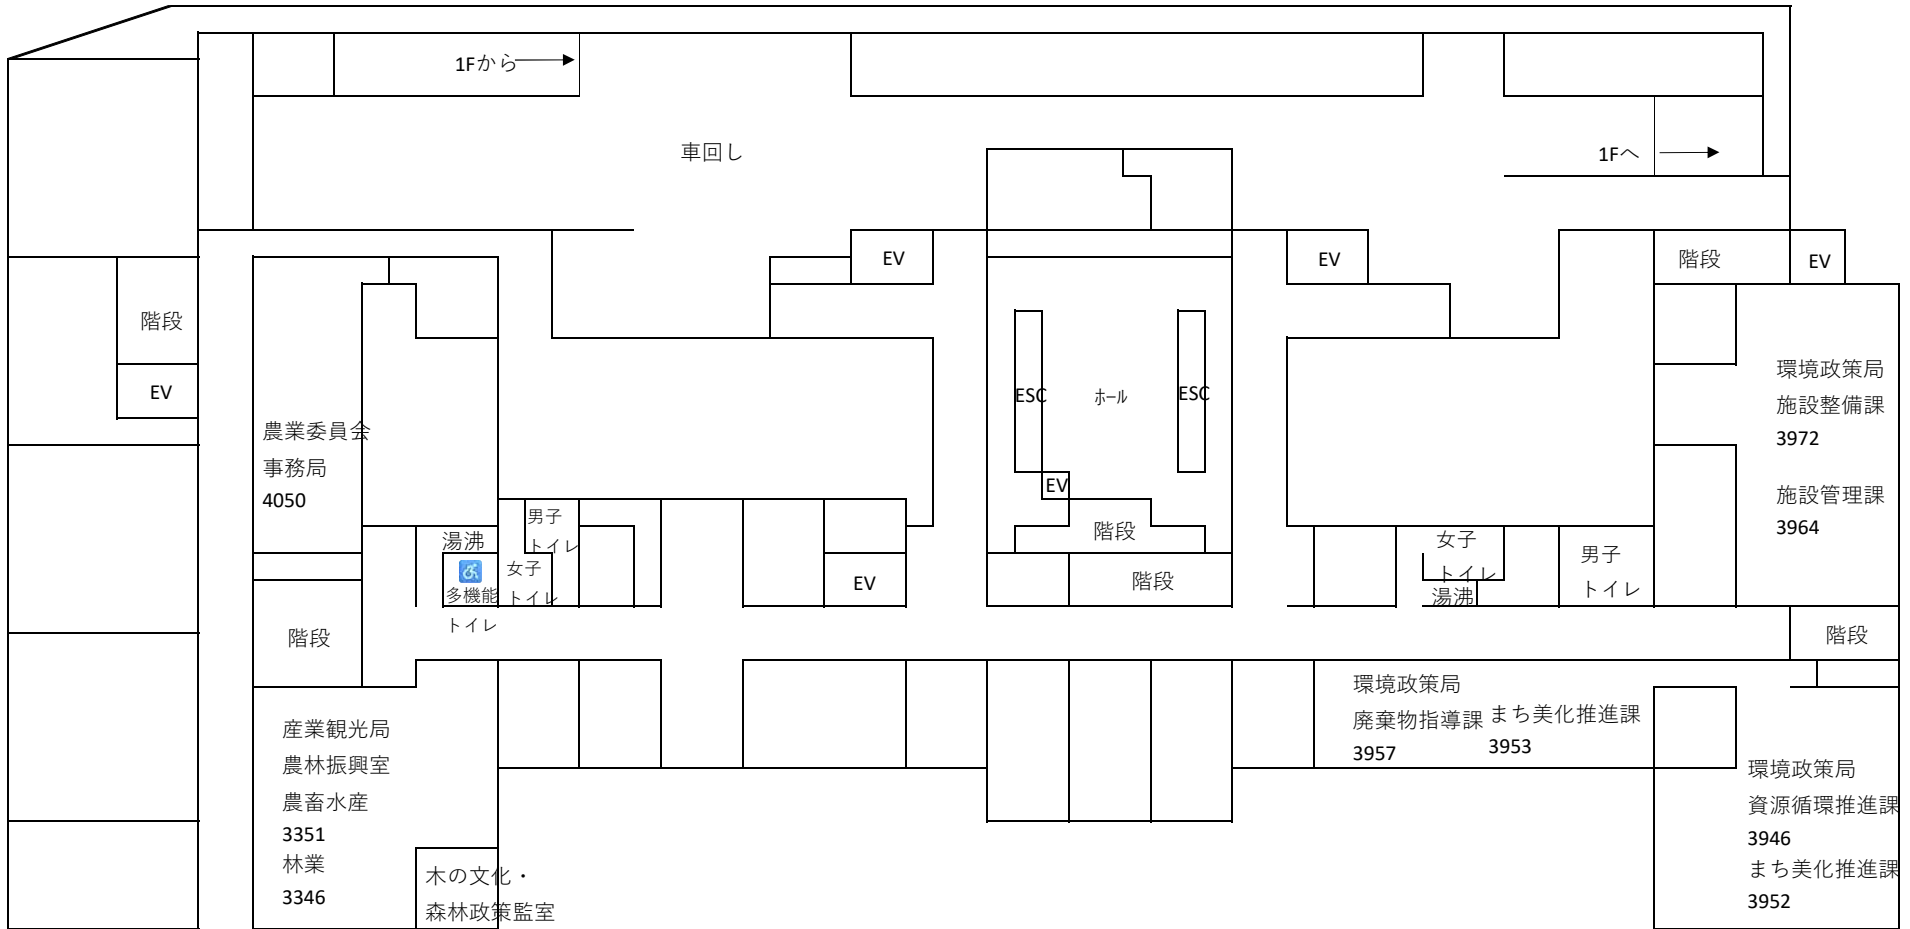 1Fから
車回し
1Fへ
EV
EV
階段
EV
階段
EV
農業委員会
事務局
4050
ESC
ﾎｰﾙ
ESC
EV
階段
階段
環境政策局
施設整備課
3972
施設管理課
3964
湯沸
男子
トイレ
女子
トイレ
多機能
トイレ
EV
女子
トイレ
湯沸
男子
トイレ
階段
階段
産業観光局
農林振興室
農畜水産
3351
林業
3346
木の文化・
森林政策監室
環境政策局
廃棄物指導課
3957
まち美化推進課
3953
環境政策局
資源循環推進課
3946
まち美化推進課
3952